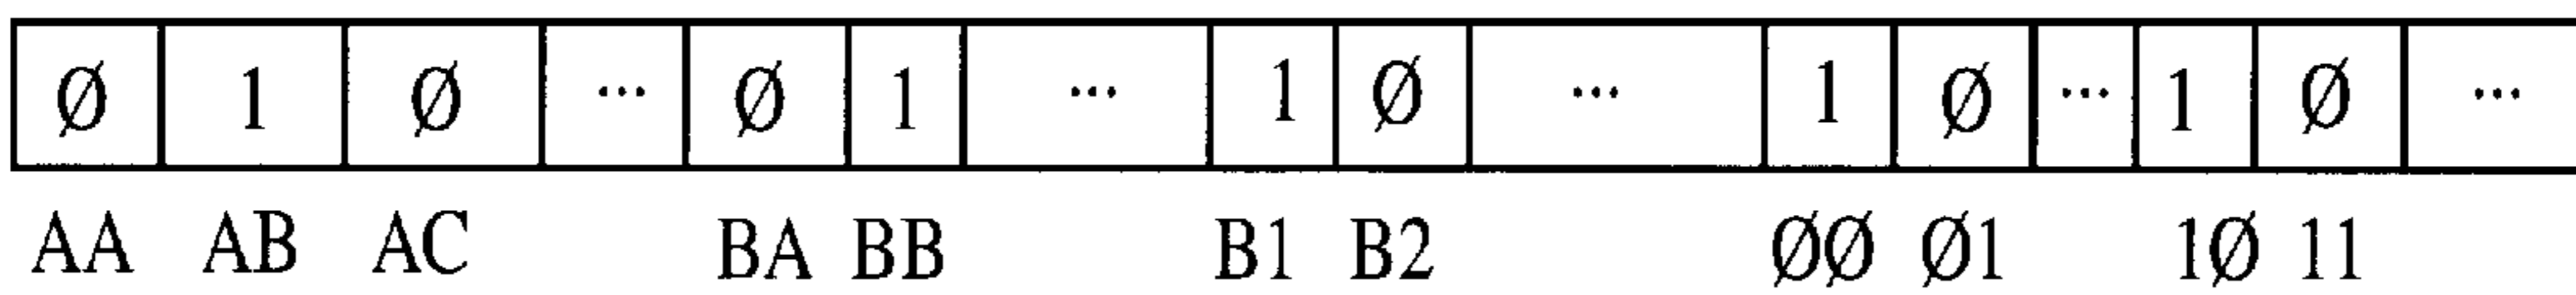 Ø 1 Ø ... Ø 1 ... 1 Ø ... 1 Ø ... 1 Ø ...
AA AB AC BA BB B1 B2 ØØ Ø1 1Ø 11